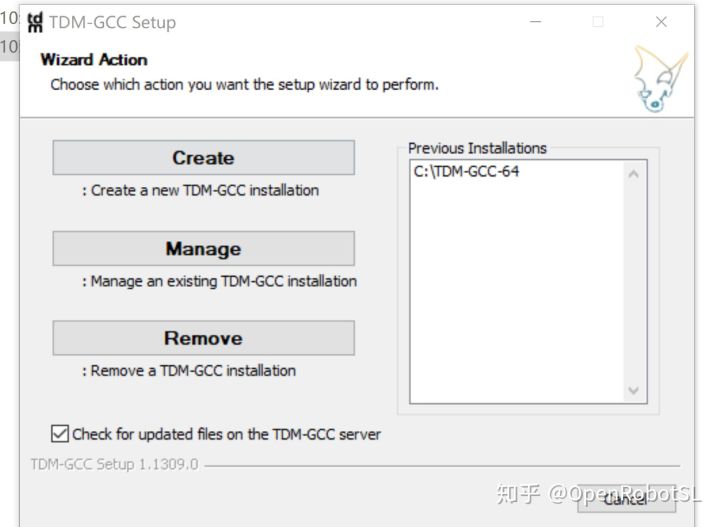 10:
10
tdm
TDM-GCC Setup
Wizard Action
Choose which action you want the setup wizard to perform.
Create
: Create a new TDM-GCC installation
Manage
: Manage an existing TDM-GCC installation
Remove
: Remove a TDM-GCC installation
Previous Installations
C:\TDM-GCC-64
Check for updated files on the TDM-GCC server
TDM-GCC Setup 1.1309.0
Cancel
知乎 @OpenRobotSL